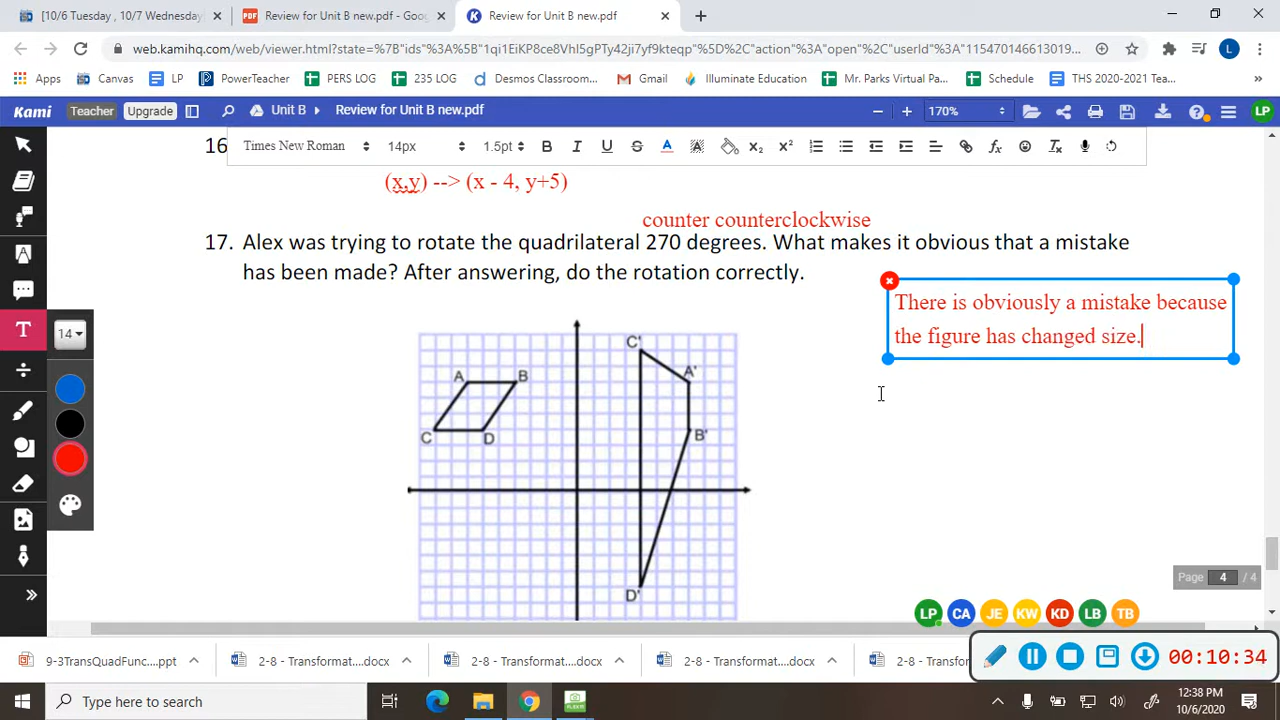 [10/6 Tuesday , 10/7 Wednesday]
Review for Unit B new.pdf - Goo
Review for Unit B new.pdf
web.kamihq.com/web/viewer.html?state=%7B"ids"%3A%5B"1qi1EiKP8ce8Vhl5gPTy42ji7yf9kteqp"%5D%2C"action"%3A"open"%2C"userId"%3A"115470146613019...
Apps Canvas LP PowerTeacher PERS LOG 235 LOG Desmos Classroom... Gmail Illuminate Education Mr. Parks Virtual Pa... Schedule THS 2020-2021 Tea...
Kami Teacher Upgrade Unit B Review for Unit B new.pdf 170% LP
16 Times New Roman 14px 1.5pt
(x,y) --> (x - 4, y+5)
counter counterclockwise
17. Alex was trying to rotate the quadrilateral 270 degrees. What makes it obvious that a mistake
has been made? After answering, do the rotation correctly.
There is obviously a mistake because
the figure has changed size.
14
C'
A B A'
C D B'
D'
Page 4 / 4
LP CA JE KW KD LB TB
9-3TransQuadFunc....ppt 2-8 - Transformat....docx 2-8 - Transformat....docx 2-8 - Transformat....docx 2-8 - Tran
00:10:34
Type here to search
12:38 PM
10/6/2020